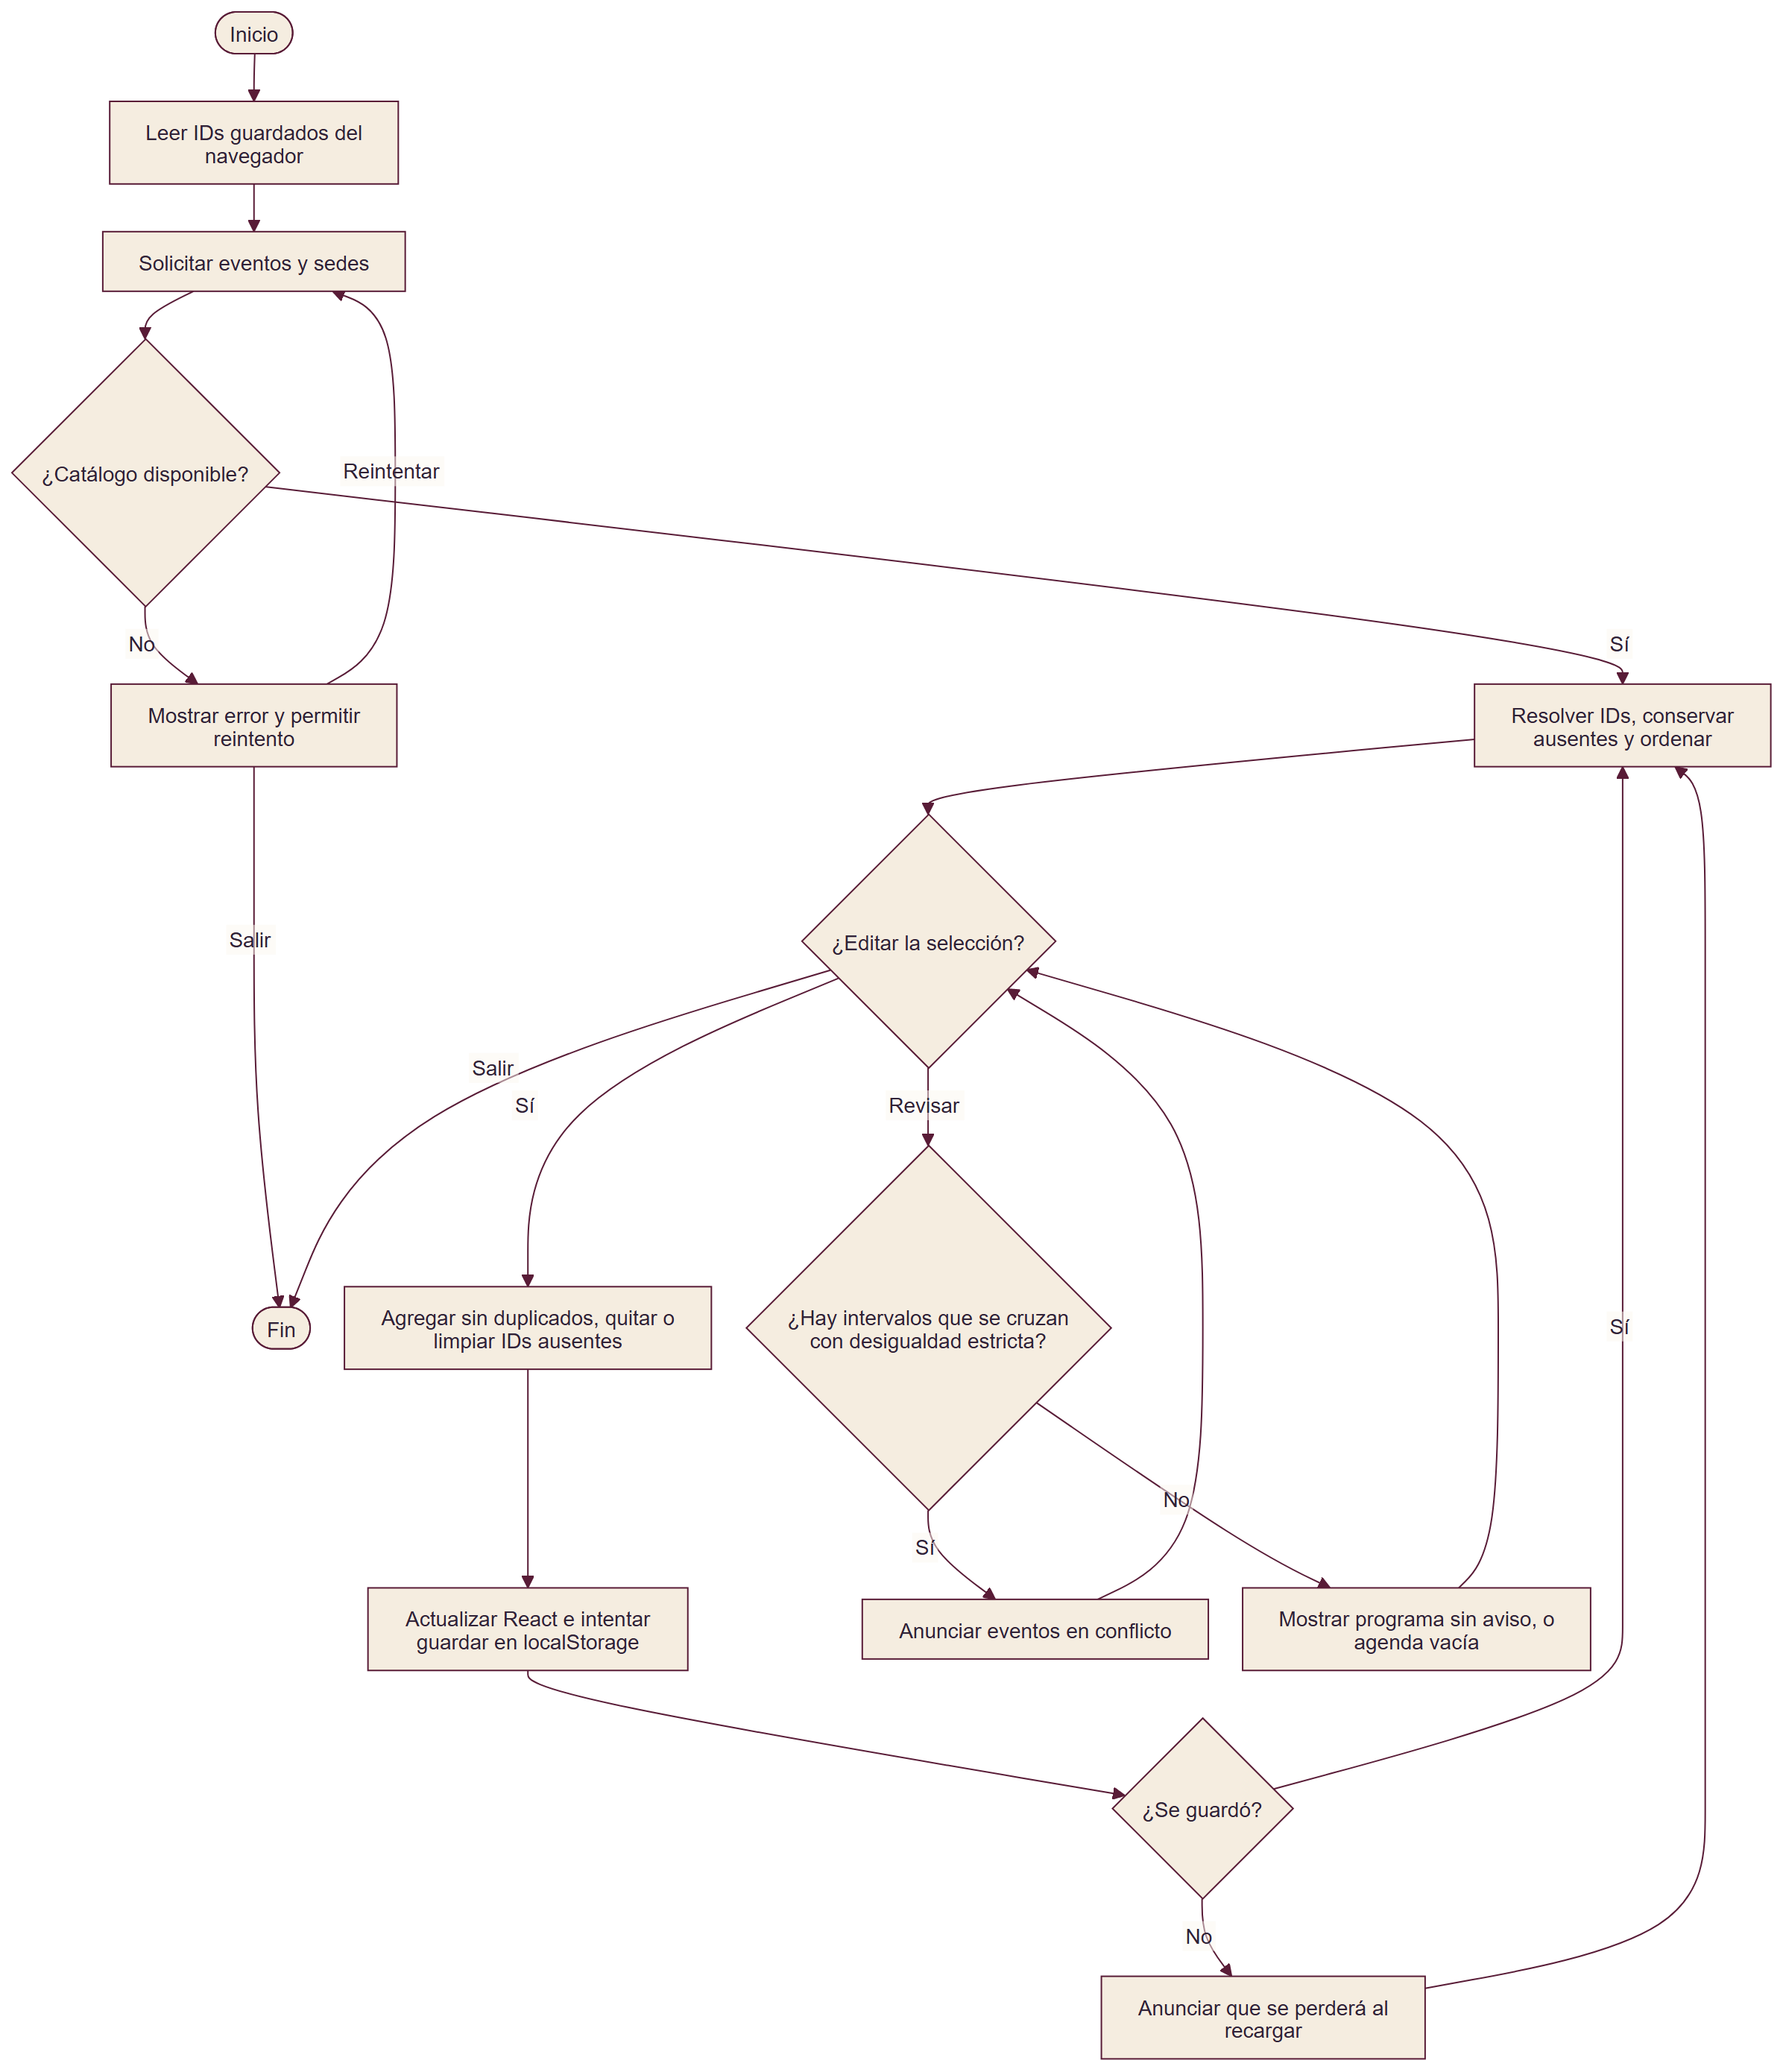 Inicio
Leer IDs guardados del
navegador
Solicitar eventos y sedes
¿Catálogo disponible?
Reintentar
No
Sí
Mostrar error y permitir
reintento
Resolver IDs, conservar
ausentes y ordenar
Salir
¿Editar la selección?
Salir
Sí
Revisar
Fin
Agregar sin duplicados, quitar o
limpiar IDs ausentes
¿Hay intervalos que se cruzan
con desigualdad estricta?
Sí
No
Sí
Actualizar React e intentar
guardar en localStorage
Anunciar eventos en conflicto
Mostrar programa sin aviso, o
agenda vacía
¿Se guardó?
No
Anunciar que se perderá al
recargar